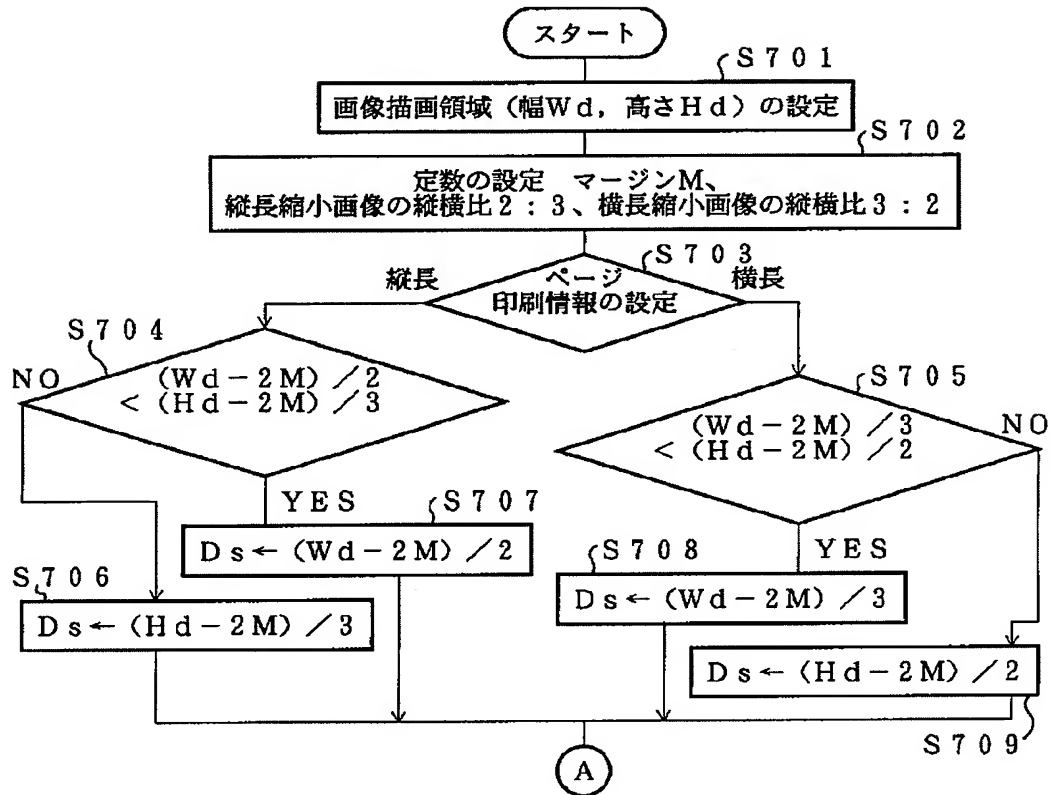 スタート
S701
画像描画領域(幅Wd,高さHd)の設定
S702
定数の設定 マージンM、
縦長縮小画像の縦横比2:3、横長縮小画像の縦横比3:2
S703
縦長
ページ
印刷情報の設定
横長
S704
NO
(Wd-2M)/2
<(Hd-2M)/3
YES
S705
(Wd-2M)/3
<(Hd-2M)/2
NO
YES
S707
Ds←(Wd-2M)/2
S706
Ds←(Hd-2M)/3
S708
Ds←(Wd-2M)/3
Ds←(Hd-2M)/2
S709
A